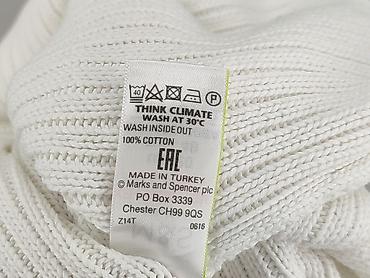 40 P
THINK CLIMATE
WASH AT 30°C
WASH INSIDE OUT
100% COTTON
EAC
MADE IN TURKEY
© Marks and Spencer plc
PO Box 3339
Chester CH99 9QS
Z14T 0616